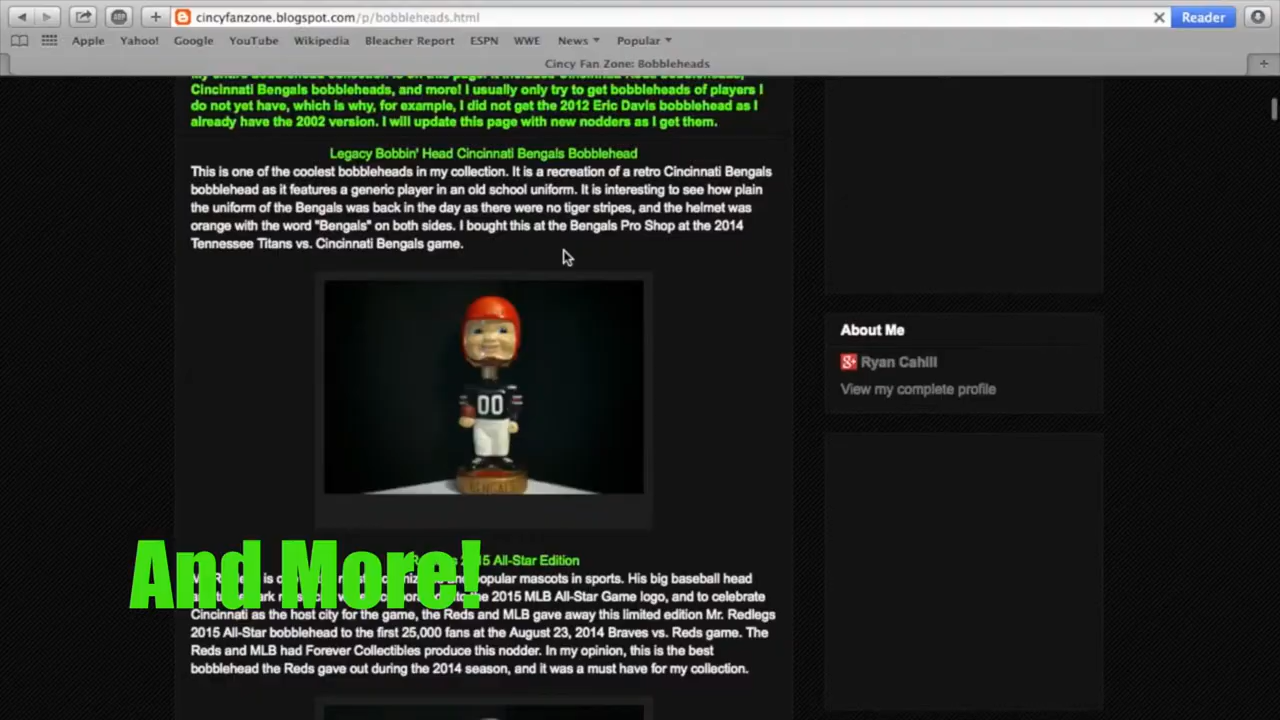 cincyfanzone.blogspot.com/p/bobbleheads.html
Reader
Apple Yahoo! Google YouTube Wikipedia Bleacher Report ESPN WWE News Popular
Cincy Fan Zone: Bobbleheads
Cincinnati Bengals bobbleheads, and more! I usually only try to get bobbleheads of players I
do not yet have, which is why, for example, I did not get the 2012 Eric Davis bobblehead as I
already have the 2002 version. I will update this page with new nodders as I get them.
Legacy Bobbin' Head Cincinnati Bengals Bobblehead
This is one of the coolest bobbleheads in my collection. It is a recreation of a retro Cincinnati Bengals
bobblehead as it features a generic player in an old school uniform. It is interesting to see how plain
the uniform of the Bengals was back in the day as there were no tiger stripes, and the helmet was
orange with the word "Bengals" on both sides. I bought this at the Bengals Pro Shop at the 2014
Tennessee Titans vs. Cincinnati Bengals game.
00
BENGALS
About Me
Ryan Cahill
View my complete profile
And More!
All-Star Edition
popular mascots in sports. His big baseball head
2015 MLB All-Star Game logo, and to celebrate
Cincinnati as the host city for the game, the Reds and MLB gave away this limited edition Mr. Redlegs
2015 All-Star bobblehead to the first 25,000 fans at the August 23, 2014 Braves vs. Reds game. The
Reds and MLB had Forever Collectibles produce this nodder. In my opinion, this is the best
bobblehead the Reds gave out during the 2014 season, and it was a must have for my collection.